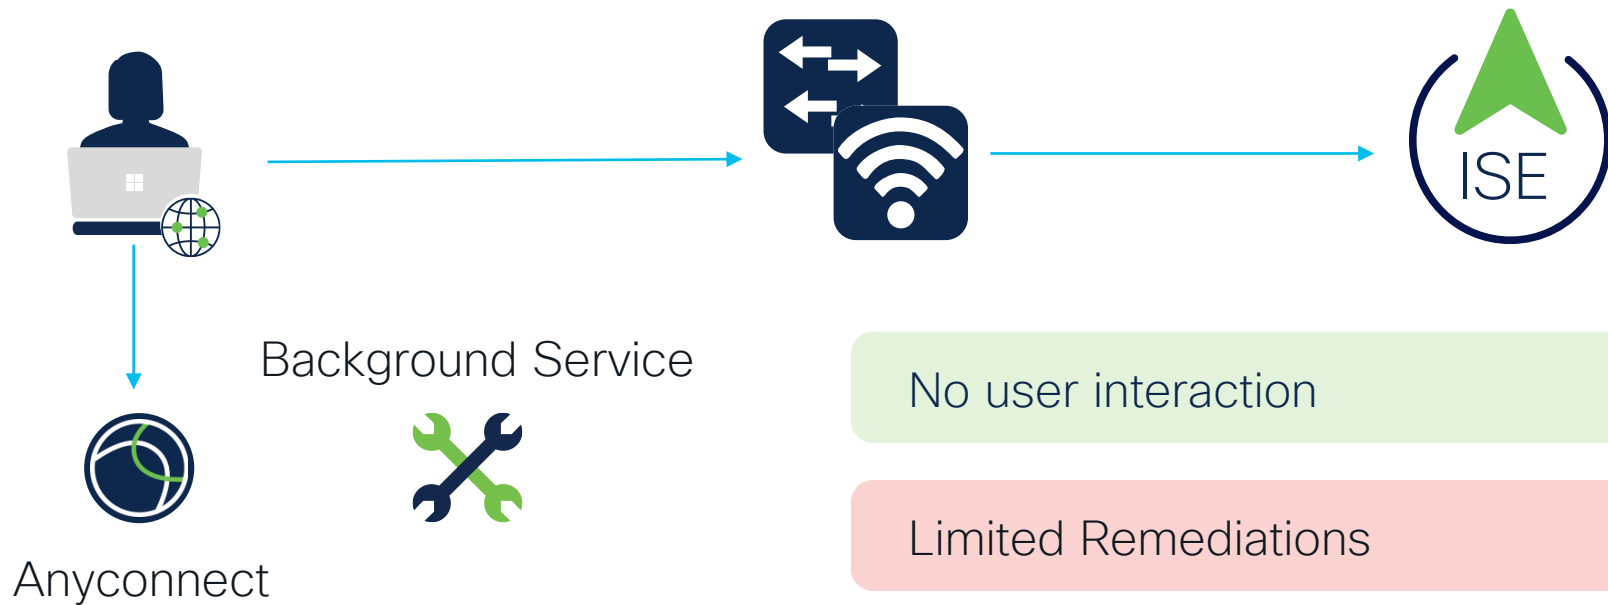 ISE
Background Service
No user interaction
Limited Remediations
Anyconnect